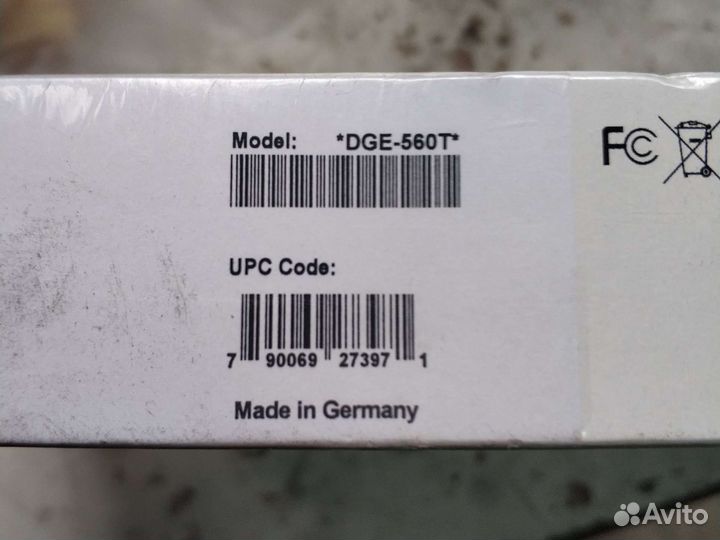 Model: *DGE-560T*
FC
UPC Code:
7 90069 27397 1
Made in Germany
Avito